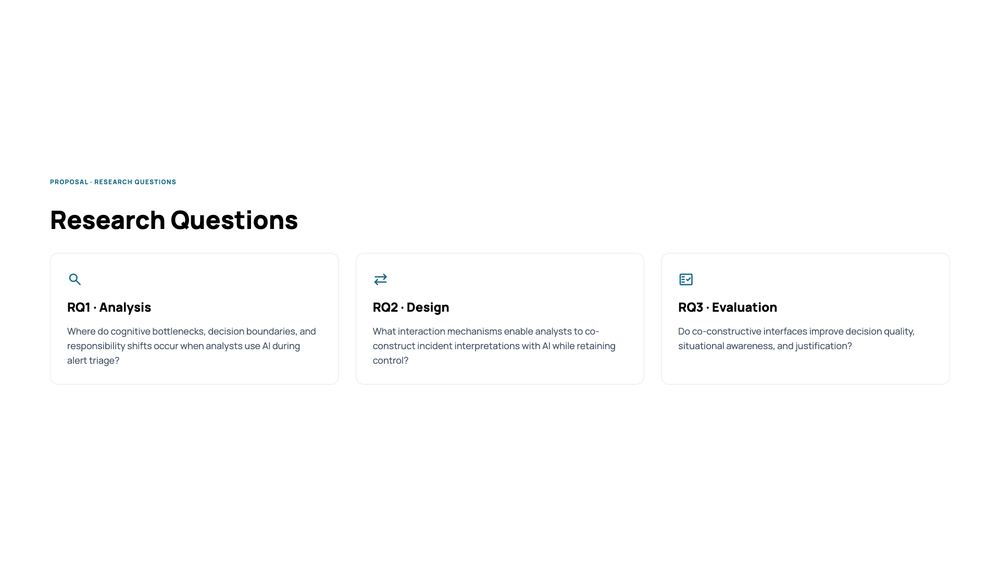 PROPOSAL · RESEARCH QUESTIONS
Research Questions
RQ1 · Analysis
Where do cognitive bottlenecks, decision boundaries, and
responsibility shifts occur when analysts use AI during
alert triage?
RQ2 · Design
What interaction mechanisms enable analysts to co-
construct incident interpretations with AI while retaining
control?
RQ3 · Evaluation
Do co-constructive interfaces improve decision quality,
situational awareness, and justification?